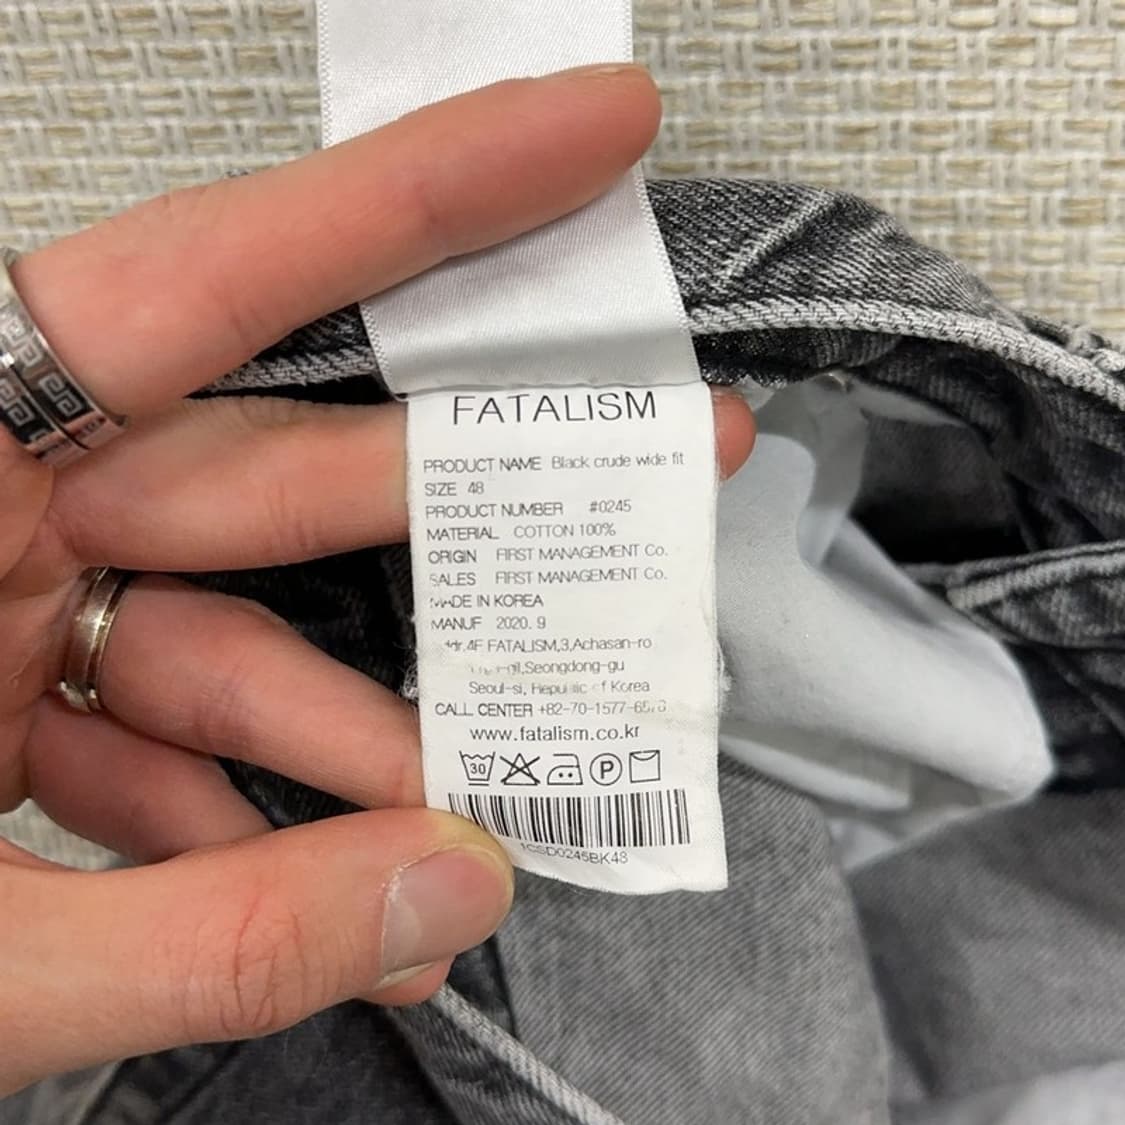 FATALISM
PRODUCT NAME Black crude wide fit
SIZE 48
PRODUCT NUMBER #0245
MATERIAL COTTON 100%
ORIGIN FIRST MANAGEMENT Co.
SALES FIRST MANAGEMENT Co.
MADE IN KOREA
MANUF 2020. 9
4F FATALISM,3,Achasan-ro
Seongdong-gu
Seoul-si, Republic of Korea
CALL CENTER +82-70-1577-
www.fatalism.co.kr
30 P
1CSD0245BK48